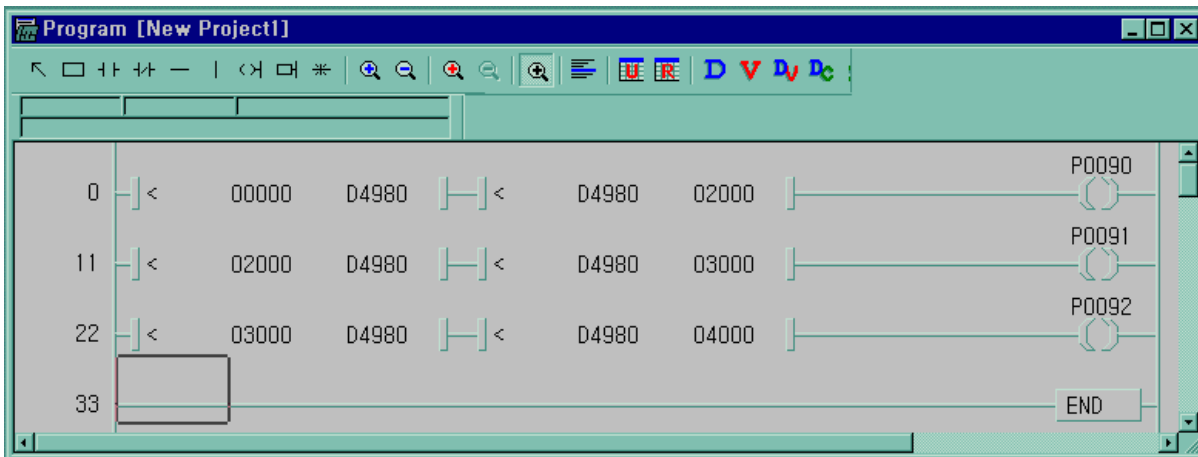 Program [New Project1]
U R D V DV DC
P0090
0 < 00000 D4980 < D4980 02000
P0091
11 < 02000 D4980 < D4980 03000
P0092
22 < 03000 D4980 < D4980 04000
33 END